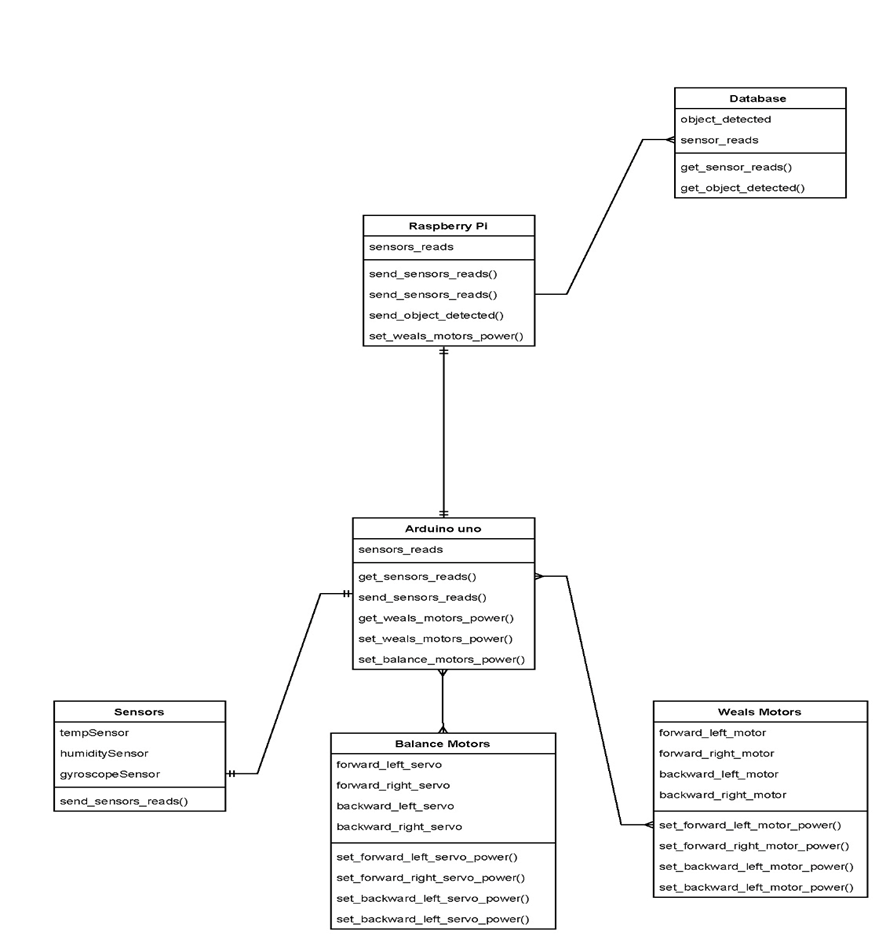 Database
object_detected
sensor_reads
get_sensor_reads()
get_object_detected()
Raspberry Pi
sensors_reads
send_sensors_reads()
send_sensors_reads()
send_object_detected()
set_weals_motors_power()
Arduino uno
sensors_reads
get_sensors_reads()
send_sensors_reads()
get_weals_motors_power()
set_weals_motors_power()
set_balance_motors_power()
Sensors
tempSensor
humiditySensor
gyroscopeSensor
send_sensors_reads()
Balance Motors
forward_left_servo
forward_right_servo
backward_left_servo
backward_right_servo
set_forward_left_servo_power()
set_forward_right_servo_power()
set_backward_left_servo_power()
set_backward_left_servo_power()
Weals Motors
forward_left_motor
forward_right_motor
backward_left_motor
backward_right_motor
set_forward_left_motor_power()
set_forward_right_motor_power()
set_backward_left_motor_power()
set_backward_left_motor_power()